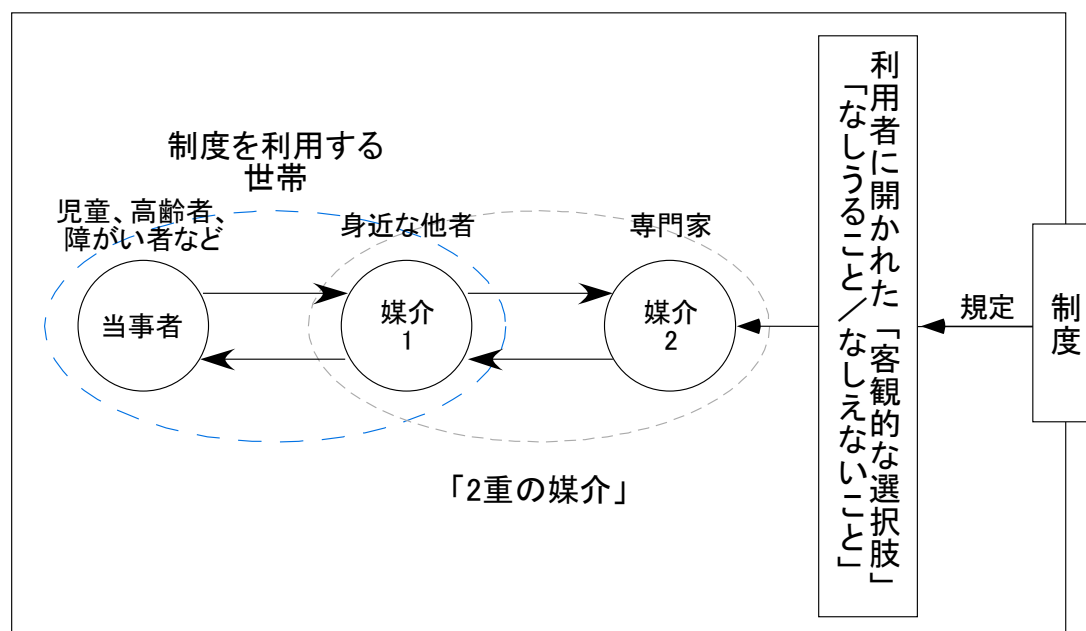 制度を利用する
世帯
児童、高齢者、
障がい者など
身近な他者
専門家
当事者
媒介
1
媒介
2
「2重の媒介」
利用者に開かれた「客観的な選択肢」
「なしうること/なしえないこと」
規定
制度